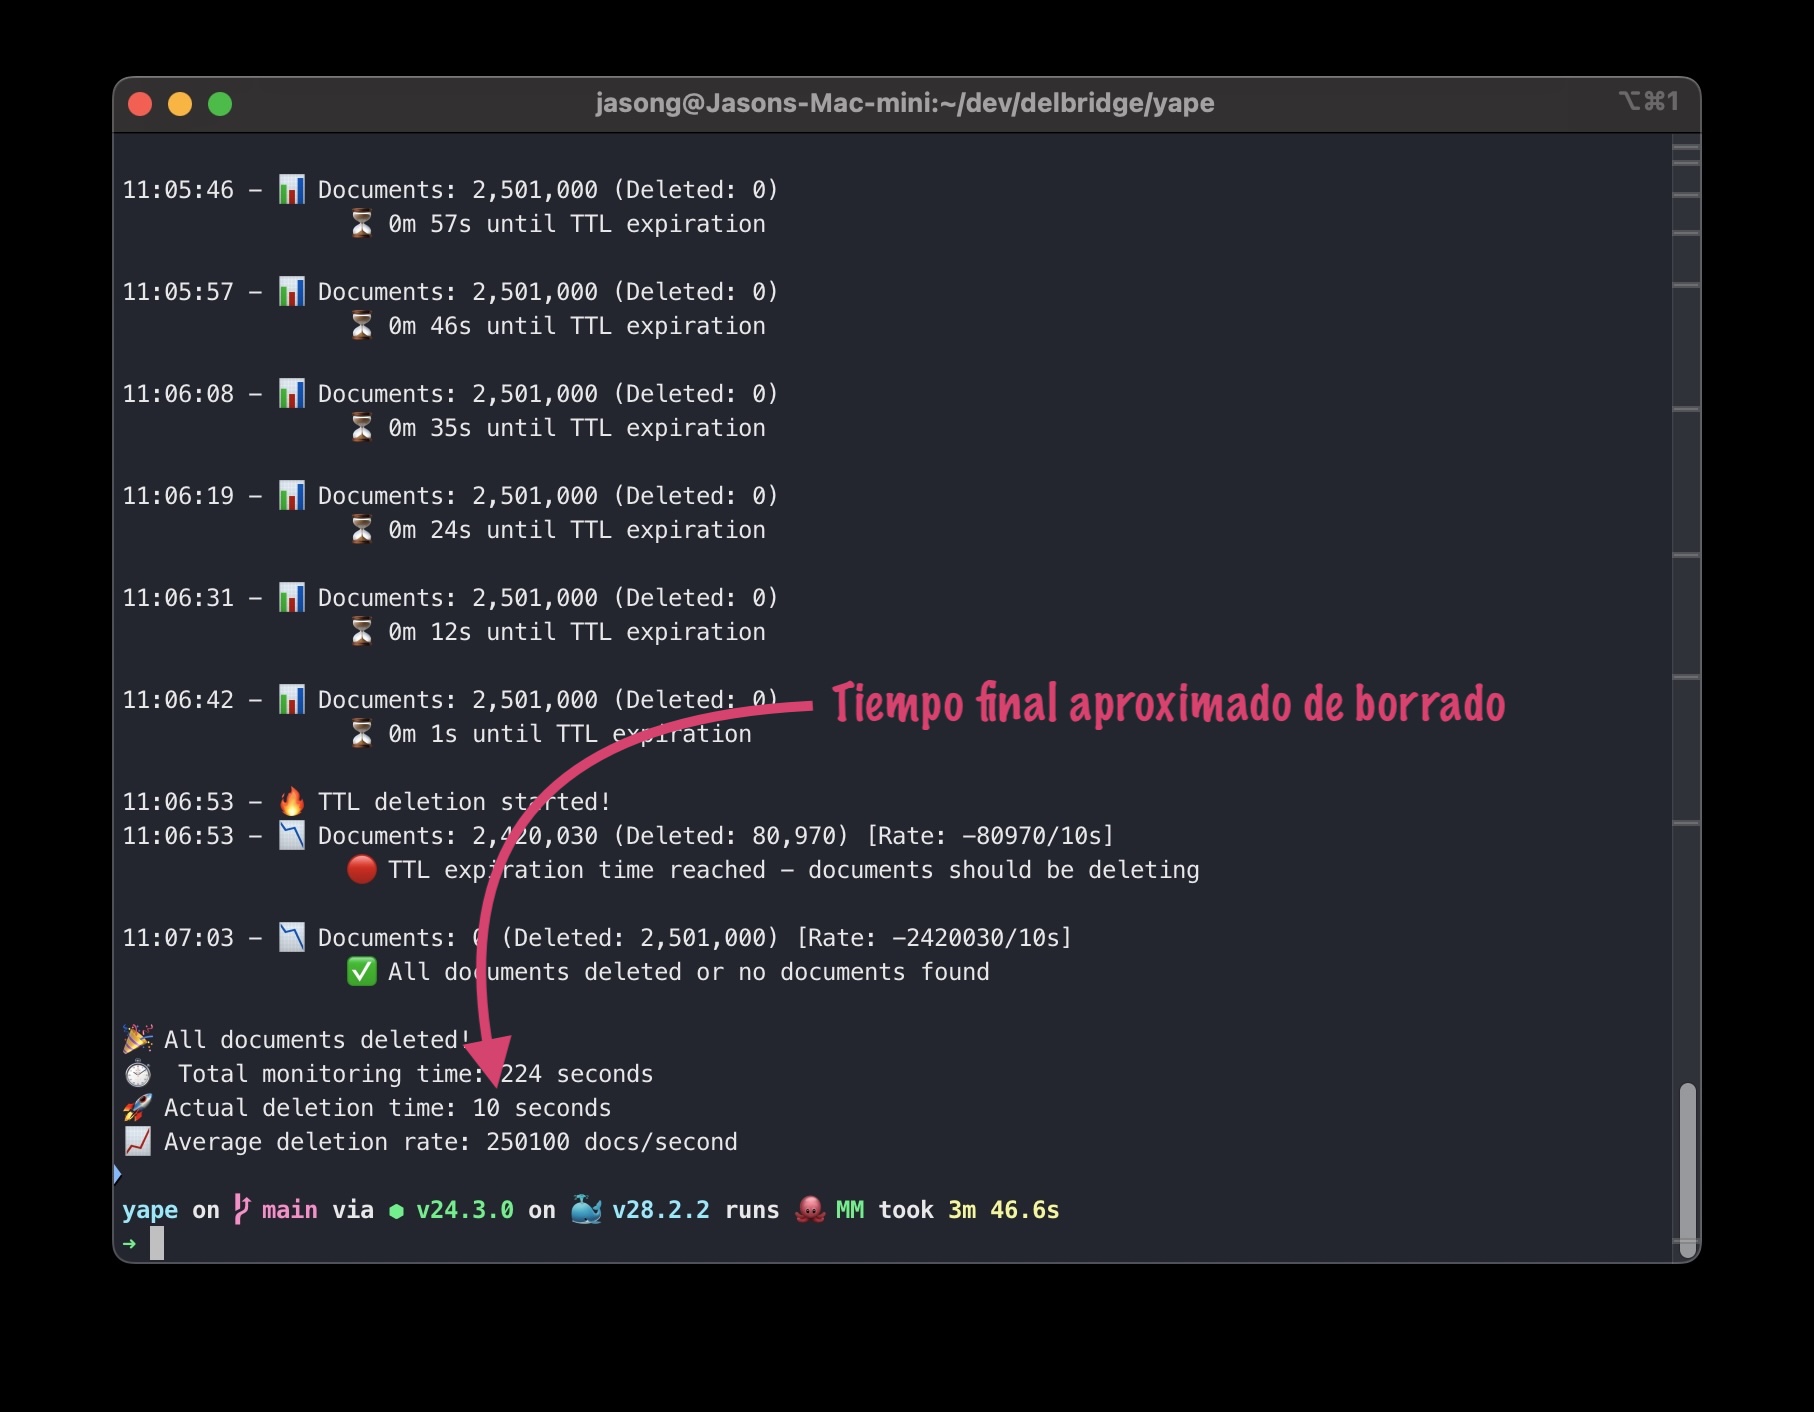 jasong@Jasons-Mac-mini:~/dev/delbridge/yape ⌥⌘1
11:05:46 – 📊 Documents: 2,501,000 (Deleted: 0)
⏳ 0m 57s until TTL expiration
11:05:57 – 📊 Documents: 2,501,000 (Deleted: 0)
⏳ 0m 46s until TTL expiration
11:06:08 – 📊 Documents: 2,501,000 (Deleted: 0)
⏳ 0m 35s until TTL expiration
11:06:19 – 📊 Documents: 2,501,000 (Deleted: 0)
⏳ 0m 24s until TTL expiration
11:06:31 – 📊 Documents: 2,501,000 (Deleted: 0)
⏳ 0m 12s until TTL expiration
11:06:42 – 📊 Documents: 2,501,000 (Deleted: 0)
Tiempo final aproximado de borrado
⏳ 0m 1s until TTL expiration
11:06:53 – 🔥 TTL deletion started!
11:06:53 – 📉 Documents: 2,420,030 (Deleted: 80,970) [Rate: –80970/10s]
🔴 TTL expiration time reached – documents should be deleting
11:07:03 – 📉 Documents: 0 (Deleted: 2,501,000) [Rate: –2420030/10s]
✅ All documents deleted or no documents found
🎉 All documents deleted!
⏱ Total monitoring time: 224 seconds
🚀 Actual deletion time: 10 seconds
📈 Average deletion rate: 250100 docs/second
yape on main via ⬢ v24.3.0 on 🐳 v28.2.2 runs 🐙 MM took 3m 46.6s
➜